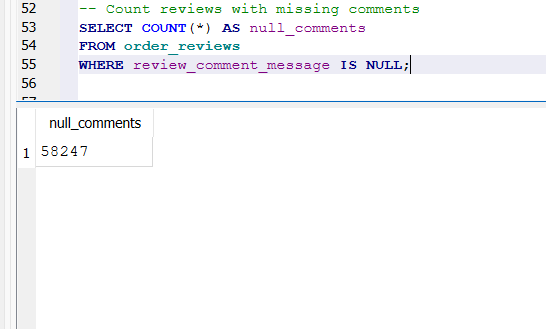 52 -- Count reviews with missing comments
53 SELECT COUNT(*) AS null_comments
54 FROM order_reviews
55 WHERE review_comment_message IS NULL;
56
null_comments
1 58247